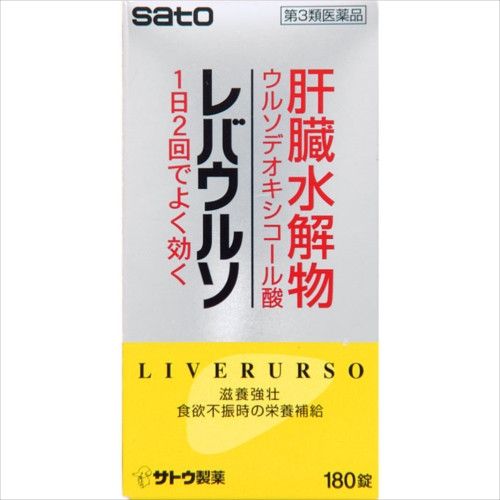 sato
第3類医薬品
肝臓水解物
ウルソデオキシコール酸
レバウルソ
1日2回でよく効く
LIVERURSO
滋養強壮
食欲不振時の栄養補給
サトウ製薬
180錠